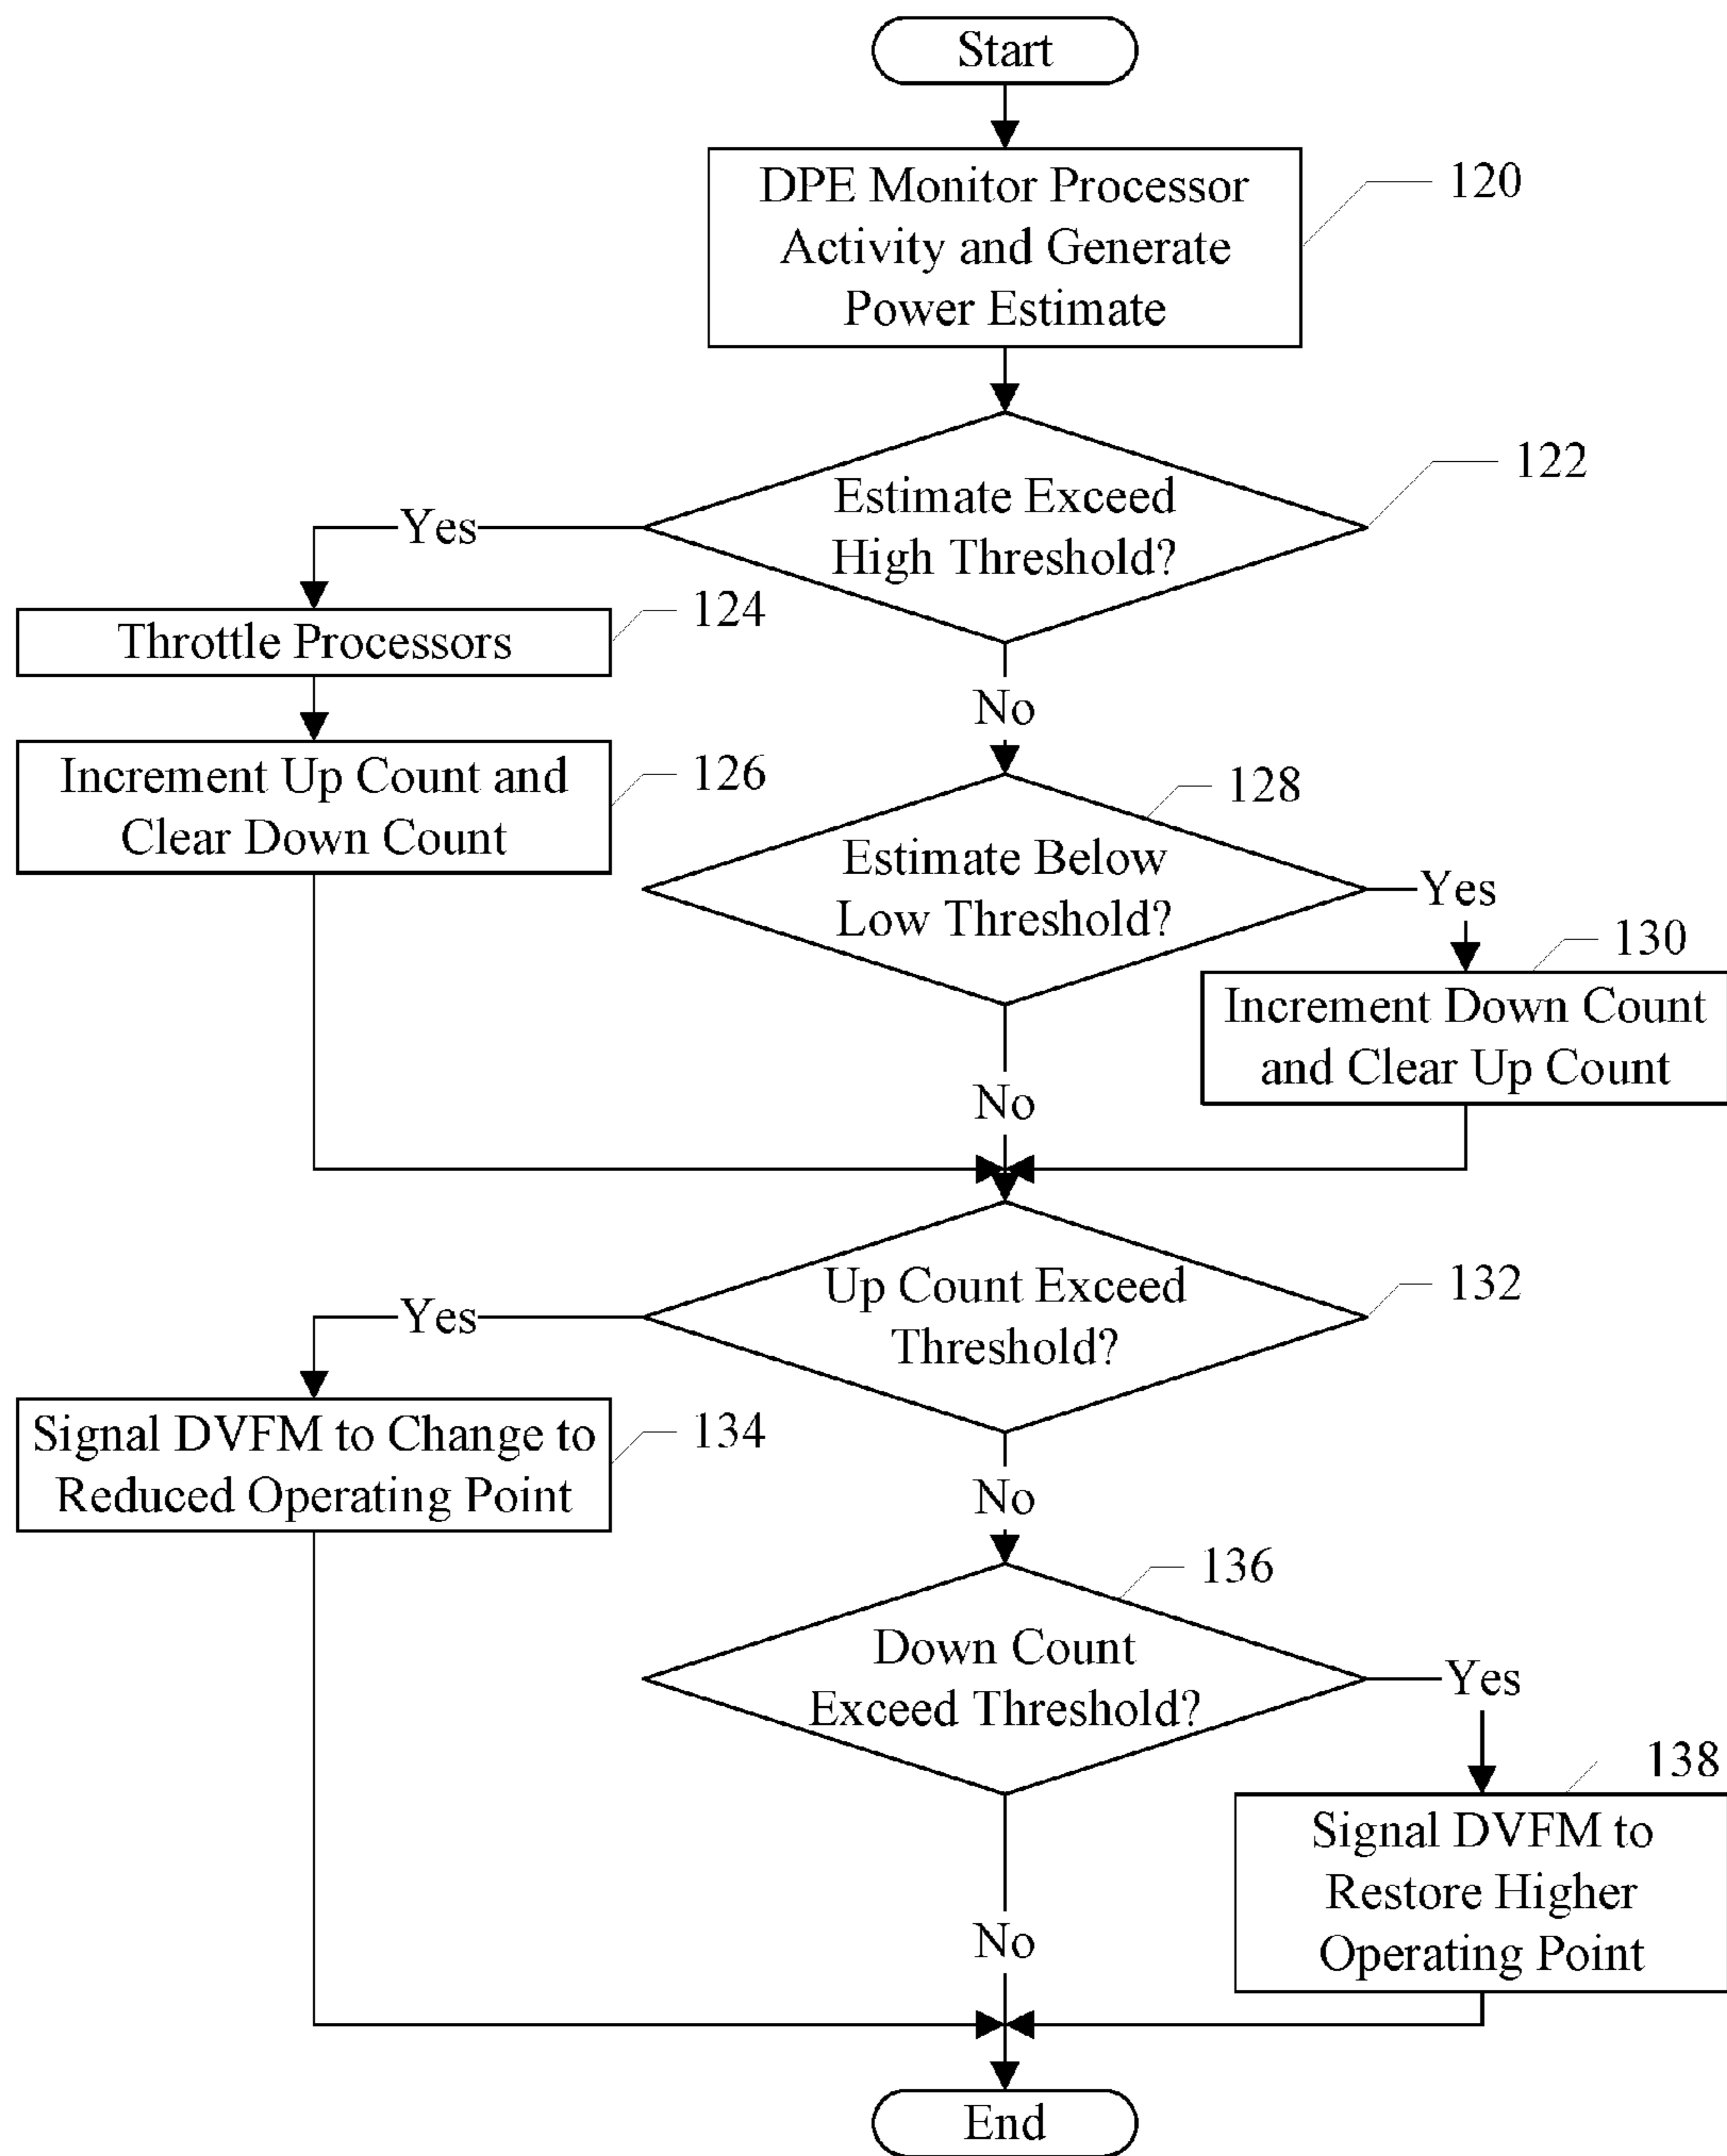 Start
DPE Monitor Processor
Activity and Generate
Power Estimate
120
Estimate Exceed
High Threshold?
122
Yes
No
Throttle Processors
124
Increment Up Count and
Clear Down Count
126
Estimate Below
Low Threshold?
128
Yes
No
Increment Down Count
and Clear Up Count
130
Up Count Exceed
Threshold?
132
Yes
No
Signal DVFM to Change to
Reduced Operating Point
134
Down Count
Exceed Threshold?
136
Yes
No
Signal DVFM to
Restore Higher
Operating Point
138
End